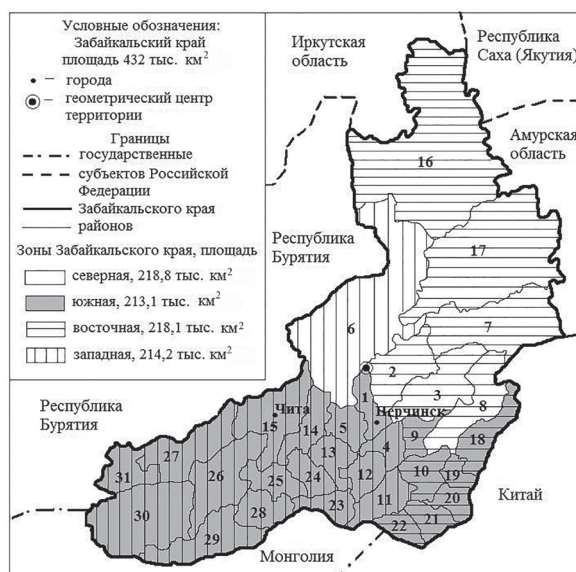 Условные обозначения:
Забайкальский край
площадь 432 тыс. км²
города
геометрический центр
территории
Границы
государственные
субъектов Российской
Федерации
Забайкальского края
районов
Зоны Забайкальского края, площадь
северная, 218,8 тыс. км²
южная, 213,1 тыс. км²
восточная, 218,1 тыс. км²
западная, 214,2 тыс. км²
Иркутская
область
Республика
Саха (Якутия)
Амурская
область
16
Республика
Бурятия
17
6
7
2
1
3
8
Республика
Бурятия
Чита
Нерчинск
15
14
5
4
9
18
27
13
31
26
25
24
12
10
19
30
28
23
11
20
29
22
21
Китай
Монголия